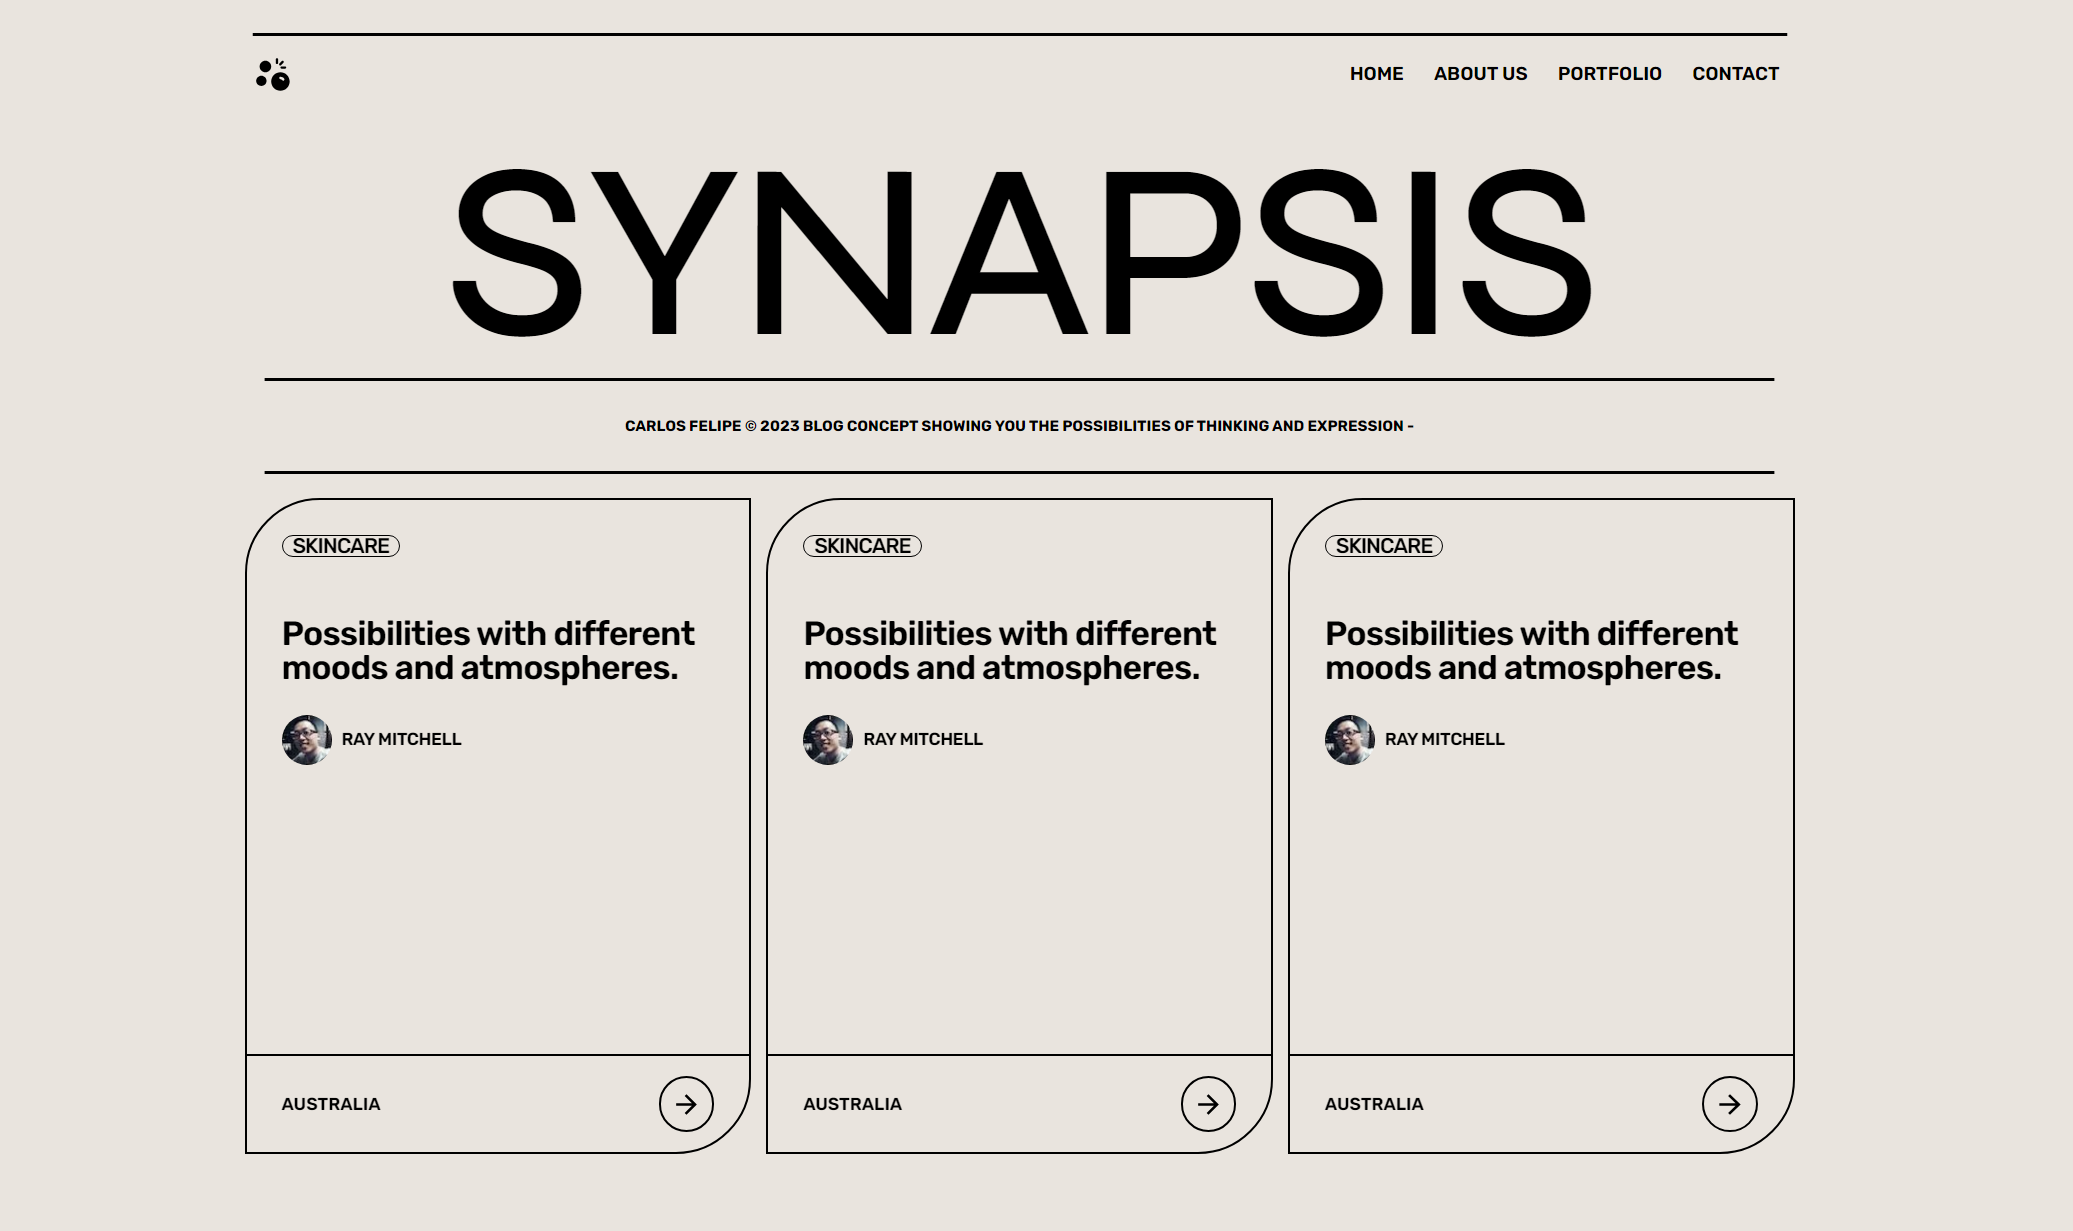 HOME ABOUT US PORTFOLIO CONTACT
SYNAPSIS
CARLOS FELIPE © 2023 BLOG CONCEPT SHOWING YOU THE POSSIBILITIES OF THINKING AND EXPRESSION -
SKINCARE
Possibilities with different
moods and atmospheres.
RAY MITCHELL
AUSTRALIA
SKINCARE
Possibilities with different
moods and atmospheres.
RAY MITCHELL
AUSTRALIA
SKINCARE
Possibilities with different
moods and atmospheres.
RAY MITCHELL
AUSTRALIA